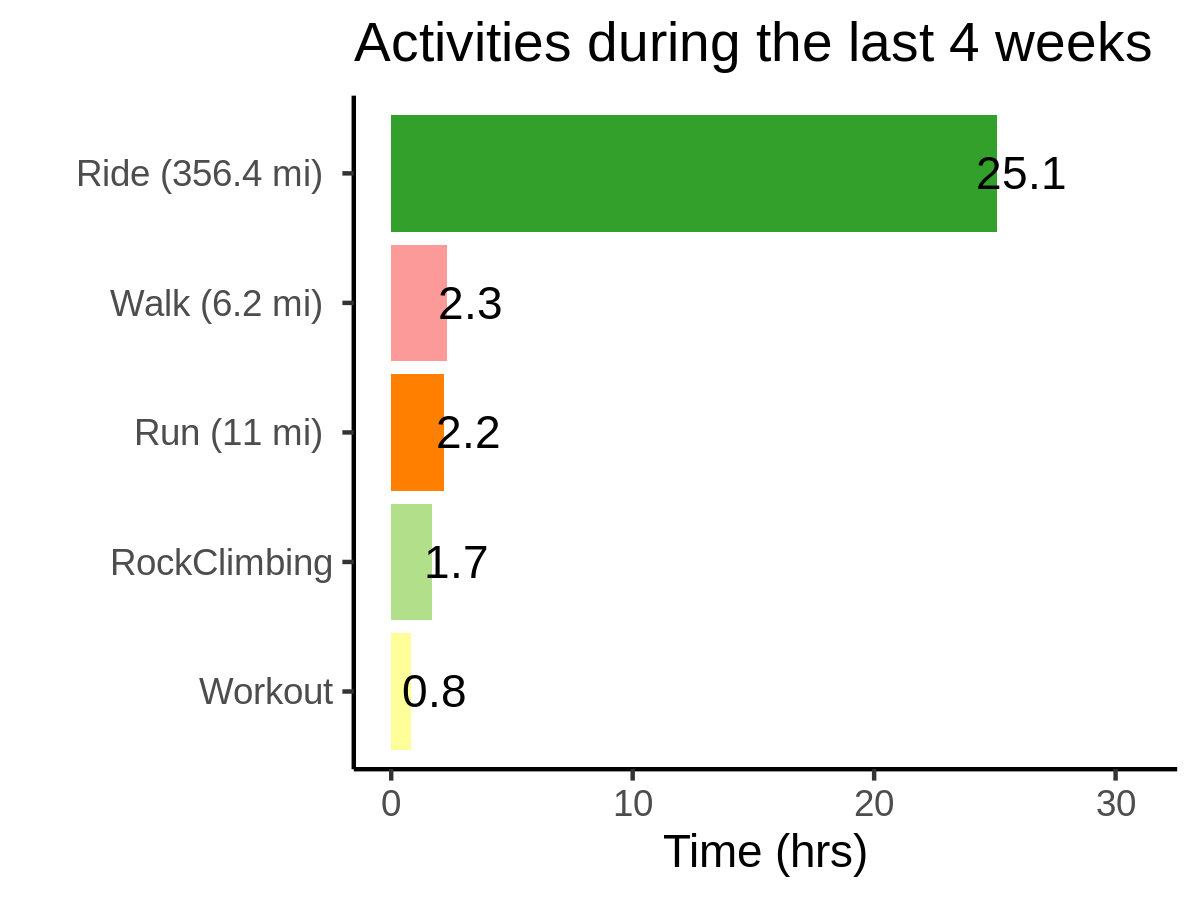 Activities during the last 4 weeks
Ride (356.4 mi) 25.1
Walk (6.2 mi) 2.3
Run (11 mi) 2.2
RockClimbing 1.7
Workout 0.8
0 10 20 30
Time (hrs)